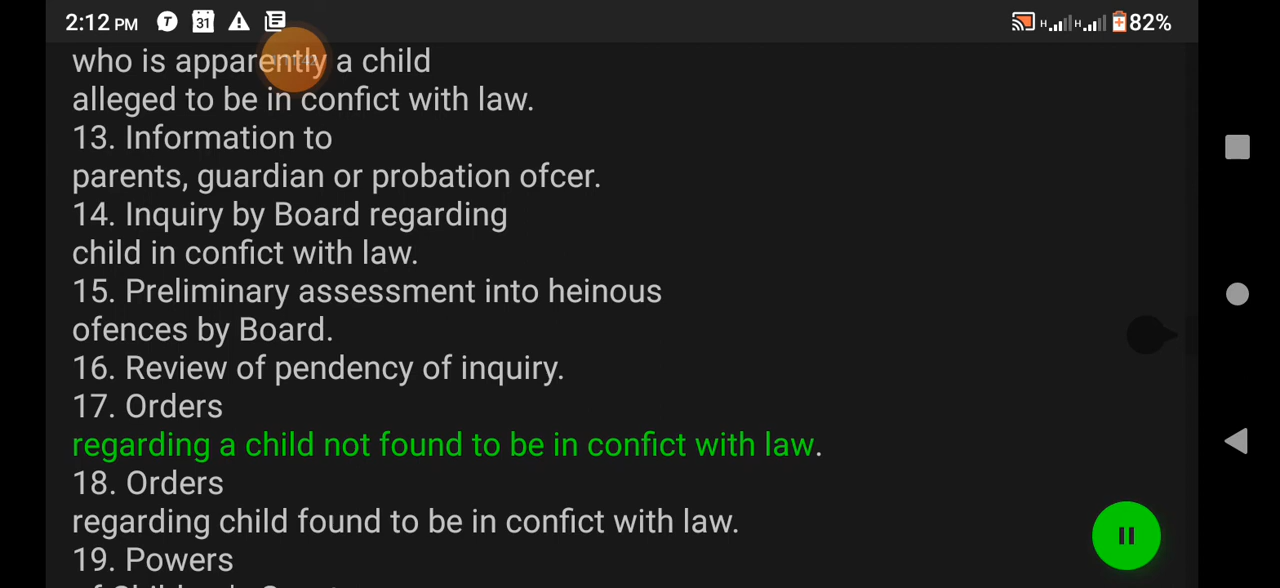 2:12 PM T 31 H H 82%
who is apparently a child
alleged to be in confict with law.
13. Information to
parents, guardian or probation ofcer.
14. Inquiry by Board regarding
child in confict with law.
15. Preliminary assessment into heinous
ofences by Board.
16. Review of pendency of inquiry.
17. Orders
regarding a child not found to be in confict with law.
18. Orders
regarding child found to be in confict with law.
19. Powers